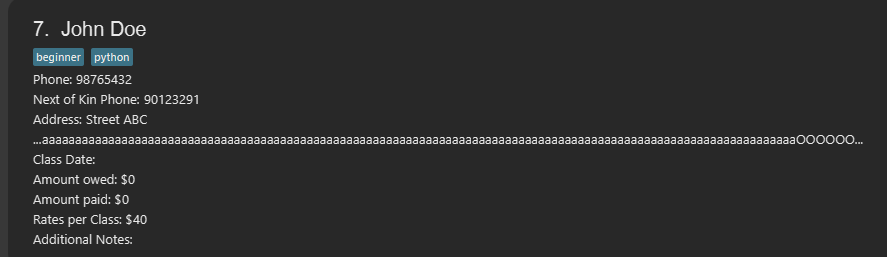 7. John Doe
beginner python
Phone: 98765432
Next of Kin Phone: 90123291
Address: Street ABC
...aaaaaaaaaaaaaaaaaaaaaaaaaaaaaaaaaaaaaaaaaaaaaaaaaaaaaaaaaaaaaaaaaaaaaaaaaaaaaaaaaaaaaaaaaaaaaaaaaaaaaaaaaaaaaaaaaaOOOOOO...
Class Date:
Amount owed: $0
Amount paid: $0
Rates per Class: $40
Additional Notes: